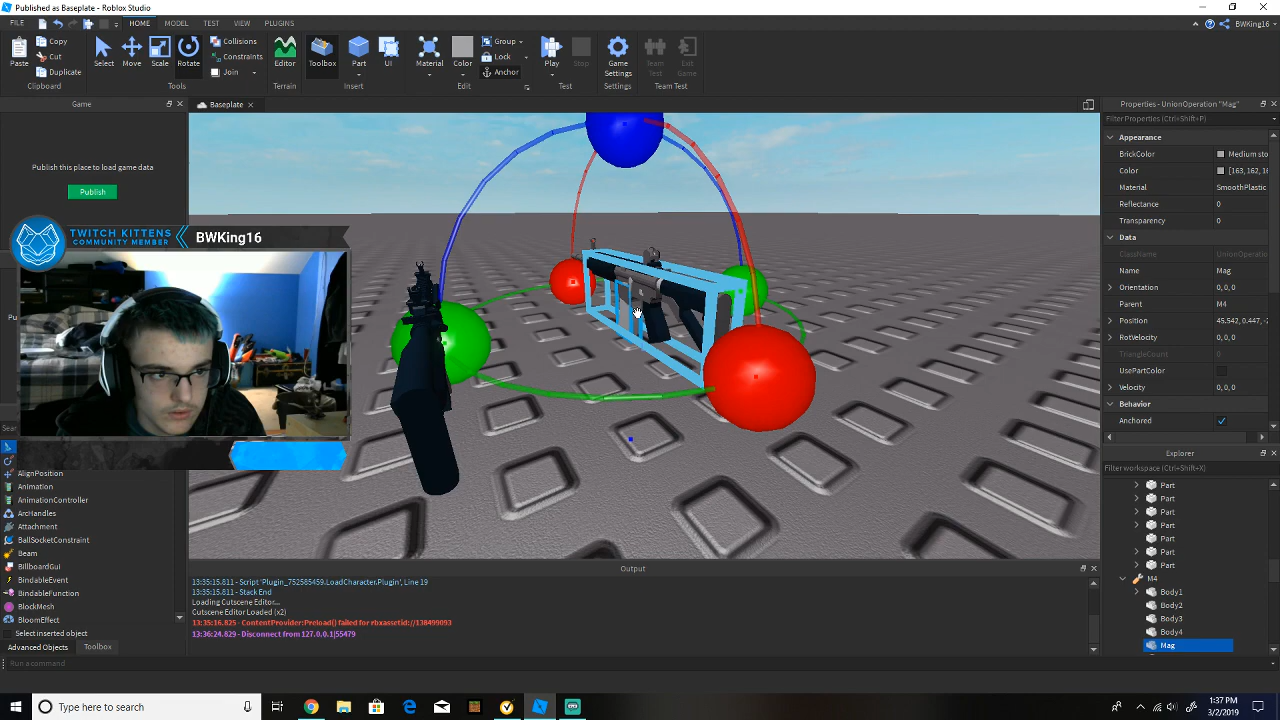 Published as Baseplate - Roblox Studio
FILE
HOME MODEL TEST VIEW PLUGINS
BWKing16
Paste
Copy
Cut
Duplicate
Clipboard
Select Move Scale Rotate
Collisions
Constraints
Join
Tools
Editor
Terrain
Toolbox Part UI
Insert
Material Color
Group
Lock
Anchor
Edit
Play Stop
Test
Game Settings
Settings
Team Test
Exit Game
Team Test
Game
Publish this place to load game data
Publish
Baseplate
TWITCH KITTENS
COMMUNITY MEMBER
BWKing16
AlignPosition
Animation
AnimationController
ArcHandles
Attachment
BallSocketConstraint
Beam
BillboardGui
BindableEvent
BindableFunction
BlockMesh
BloomEffect
Select inserted object
Advanced Objects Toolbox
Run a command
Output
13:35:15.811 - Script 'Plugin_752585459.LoadCharacter.Plugin', Line 19
13:35:15.811 - Stack End
Loading Cutscene Editor...
Cutscene Editor Loaded (x2)
13:35:16.825 - ContentProvider:Preload() failed for rbxassetid://138499093
13:36:24.829 - Disconnect from 127.0.0.1|55479
Properties - UnionOperation "Mag"
Filter Properties (Ctrl+Shift+P)
Appearance
BrickColor Medium sto
Color [163, 162, 16
Material SmoothPlastic
Reflectance 0
Transparency 0
Data
ClassName UnionOperatio
Name Mag
Orientation 0, 0, 0
Parent M4
Position 45.542, 0.447, -2
RotVelocity 0, 0, 0
TriangleCount 0
UsePartColor
Velocity 0, 0, 0
Behavior
Anchored
Explorer
Filter workspace (Ctrl+Shift+X)
Part
Part
Part
Part
Part
Part
Part
M4
Body1
Body2
Body3
Body4
Mag
Type here to search
1:37 PM
3/2/2019